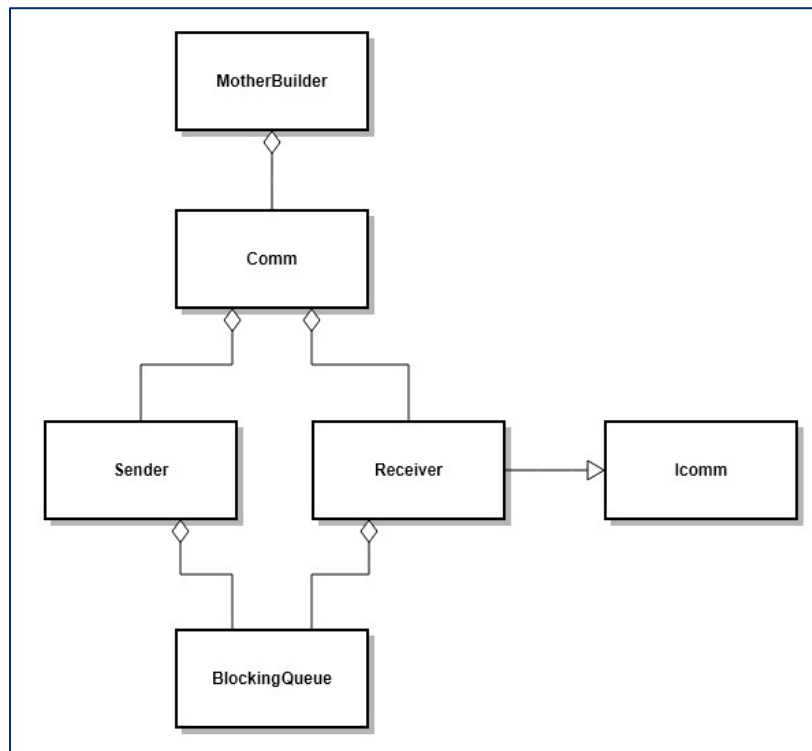 MotherBuilder
Comm
Sender
Receiver
Icomm
BlockingQueue